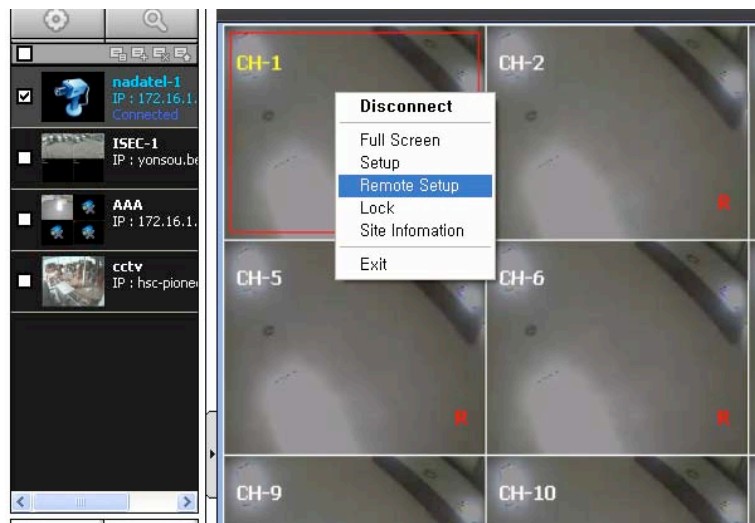 nadatel-1
IP : 172.16.1.
Connected
ISEC-1
IP : yonsou.be
AAA
IP : 172.16.1.
cctv
IP : hsc-pionee
CH-1
CH-2
R
Disconnect
Full Screen
Setup
Remote Setup
Lock
Site Infomation
Exit
CH-5
CH-6
R
R
CH-9
CH-10